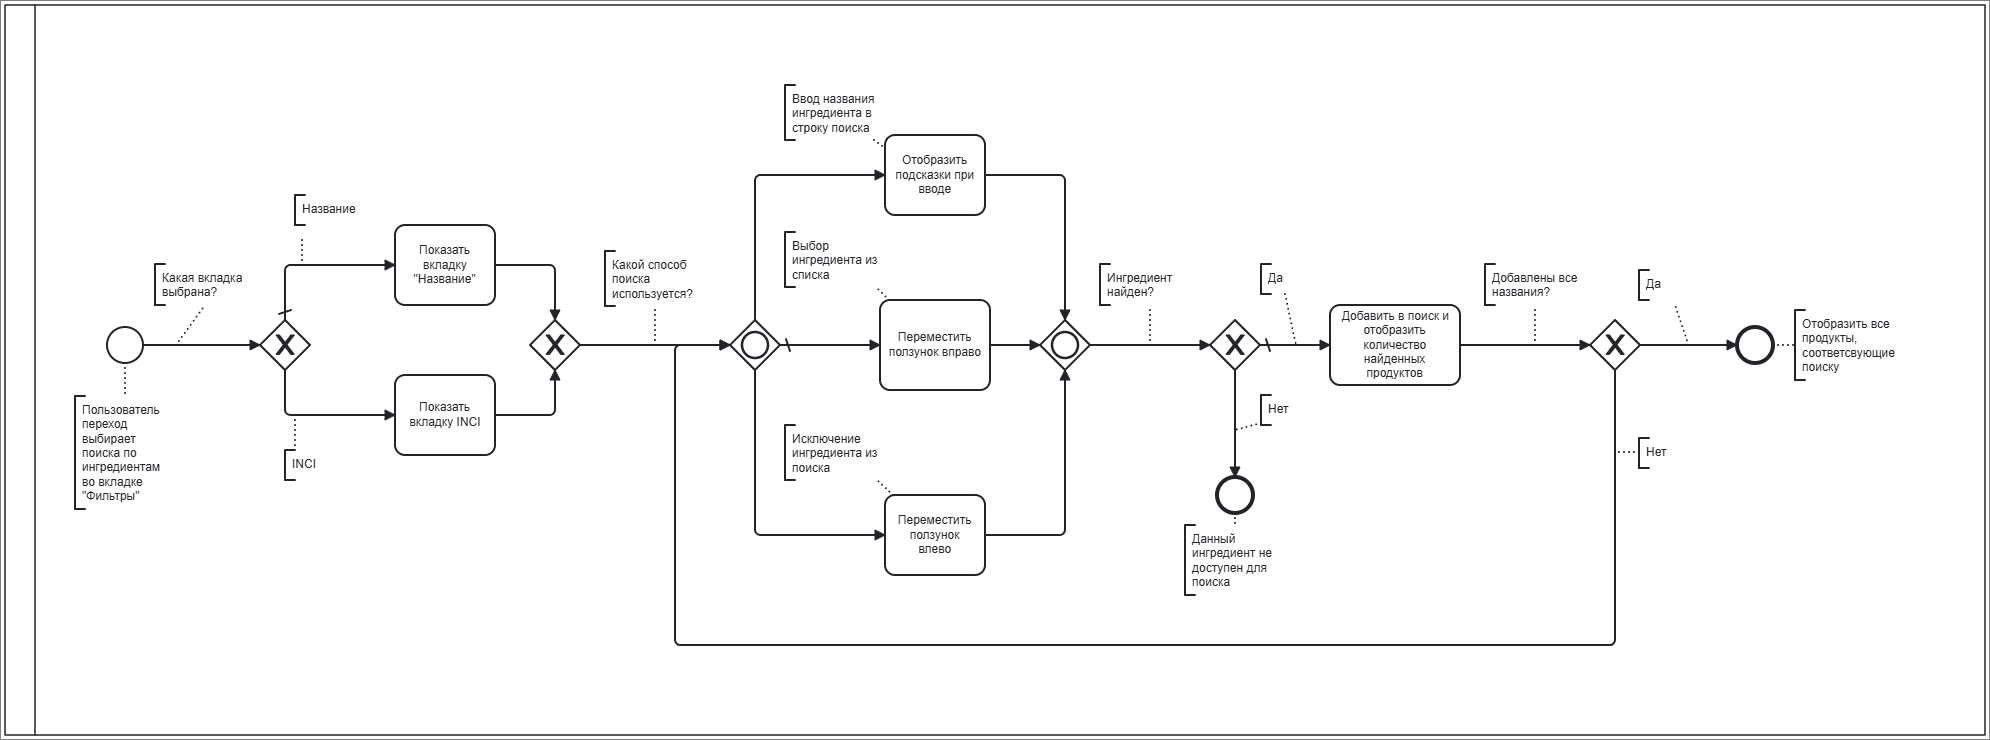 Пользователь
переход
выбирает
поиска по
ингредиентам
во вкладке
"Фильтры"
Какая вкладка
выбрана?
Название
INCI
Показать
вкладку
"Название"
Показать
вкладку INCI
Какой способ
поиска
используется?
Ввод названия
ингредиента в
строку поиска
Отобразить
подсказки при
вводе
Выбор
ингредиента из
списка
Переместить
ползунок вправо
Исключение
ингредиента из
поиска
Переместить
ползунок
влево
Ингредиент
найден?
Да
Нет
Данный
ингредиент не
доступен для
поиска
Добавить в поиск и
отобразить
количество
найденных
продуктов
Добавлены все
названия?
Да
Нет
Отобразить все
продукты,
соответсвующие
поиску